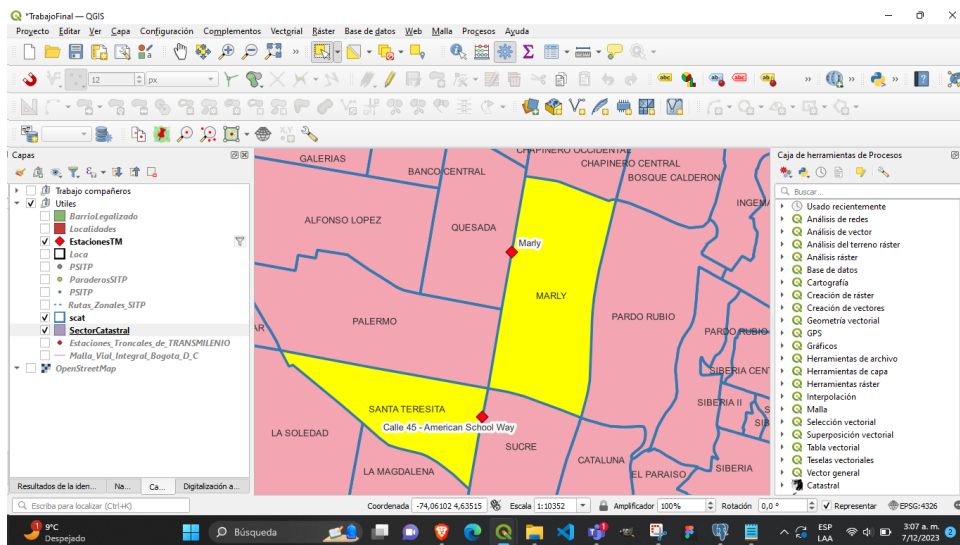 *TrabajoFinal — QGIS
Proyecto Editar Ver Capa Configuración Complementos Vectorial Ráster Base de datos Web Malla Procesos Ayuda
12 px
abc
abc
abc
abc
Capas
Trabajo compañeros
Utiles
BarrioLegalizado
Localidades
EstacionesTM
Loca
PSITP
ParaderosSITP
PSITP
Rutas_Zonales_SITP
scat
SectorCatastral
Estaciones_Troncales_de_TRANSMILENIO
Malla_Vial_Integral_Bogota_D_C
OpenStreetMap
Resultados de la iden... Na... Ca... Digitalización a...
GALERIAS
BANCO CENTRAL
CHAPINERO OCCIDENTAL
CHAPINERO CENTRAL
BOSQUE CALDERON
ALFONSO LOPEZ
QUESADA
Marly
MARLY
PALERMO
PARDO RUBIO
PARDO RUBIO
SIBERIA CEN
SIBERIA II
SANTA TERESITA
Calle 45 - American School Way
LA SOLEDAD
SUCRE
LA MAGDALENA
CATALUNA
EL PARAISO
SIBERIA
Caja de herramientas de Procesos
Buscar...
Usado recientemente
Análisis de redes
Análisis de vector
Análisis del terreno ráster
Análisis ráster
Base de datos
Cartografía
Creación de ráster
Creación de vectores
Geometría vectorial
GPS
Gráficos
Herramientas de archivo
Herramientas de capa
Herramientas ráster
Interpolación
Malla
Selección vectorial
Superposición vectorial
Tabla vectorial
Teselas vectoriales
Vector general
Catastral
Escriba para localizar (Ctrl+K) Coordenada -74,06102 4,63515 Escala 1:10352 Amplificador 100% Rotación 0,0 ° Representar EPSG:4326
9°C
Despejado
Búsqueda
ESP
LAA
3:07 a. m.
7/12/2023